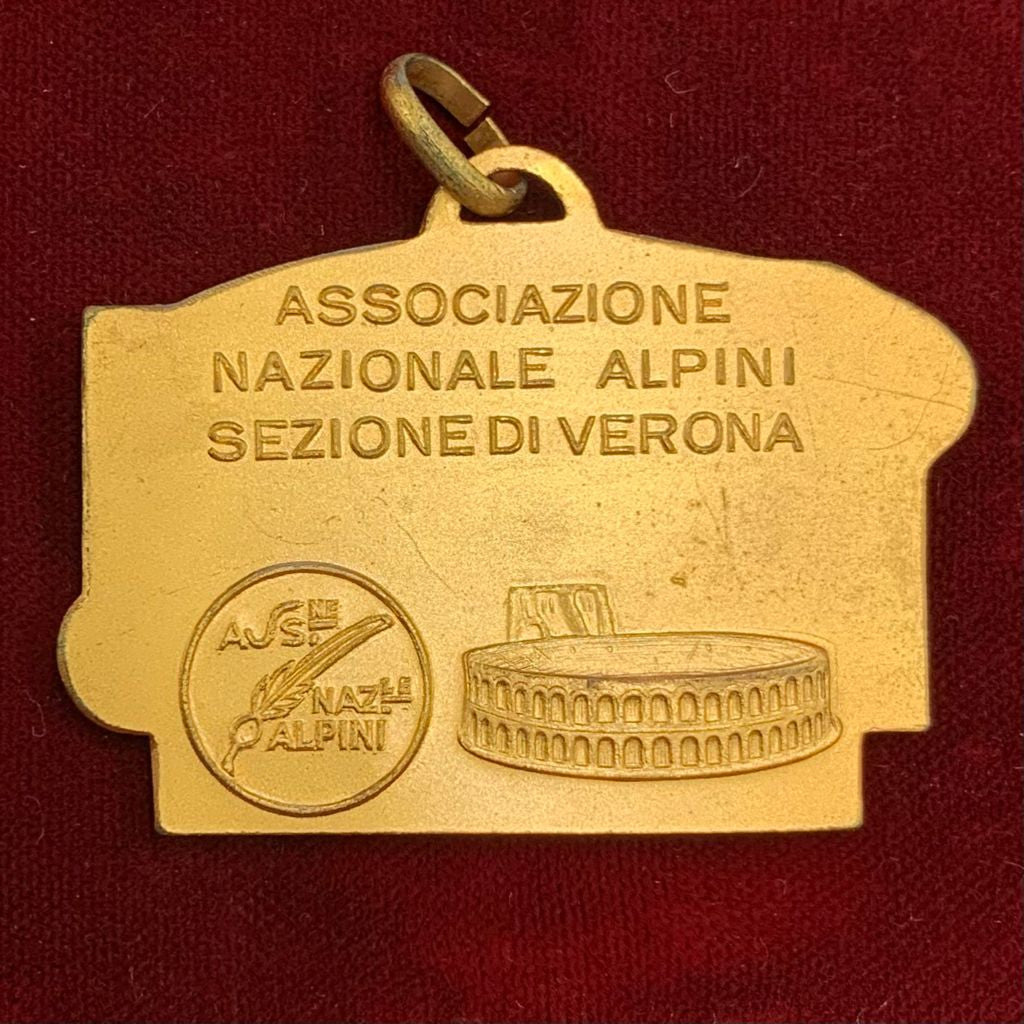 ASSOCIAZIONE
NAZIONALE ALPINI
SEZIONE DI VERONA
ASS.NE
NAZ.LE
ALPINI